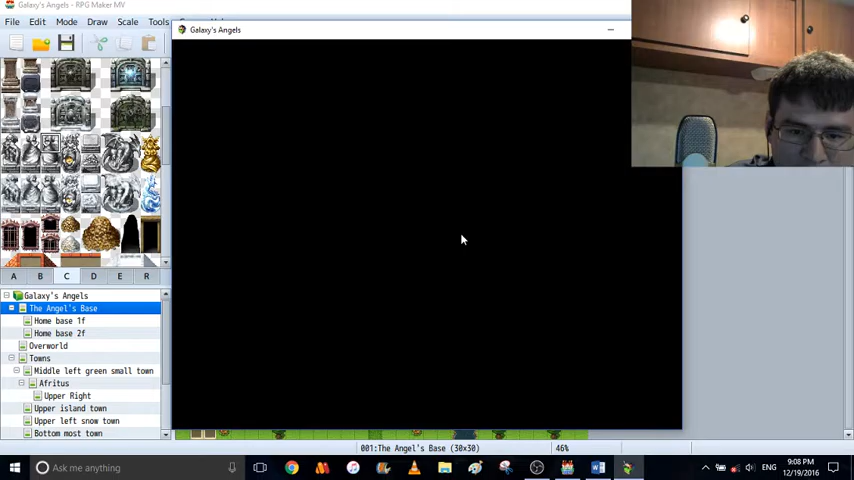 Galaxy's Angels - RPG Maker MV
File Edit Mode Draw Scale Tools
Galaxy's Angels
A B C D E R
Galaxy's Angels
The Angel's Base
Home base 1f
Home base 2f
Overworld
Towns
Middle left green small town
Afritus
Upper Right
Upper island town
Upper left snow town
Bottom most town
001:The Angel's Base (30x30) 46%
Ask me anything
ENG
9:08 PM
12/19/2016